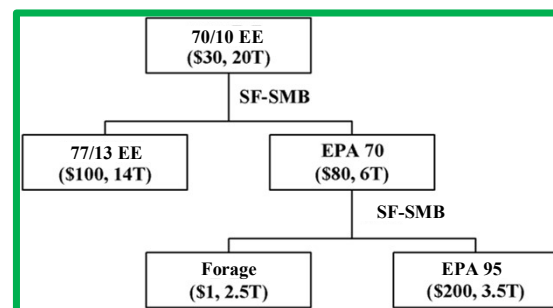 70/10 EE
($30, 20T)
SF-SMB
77/13 EE
($100, 14T)
EPA 70
($80, 6T)
SF-SMB
Forage
($1, 2.5T)
EPA 95
($200, 3.5T)